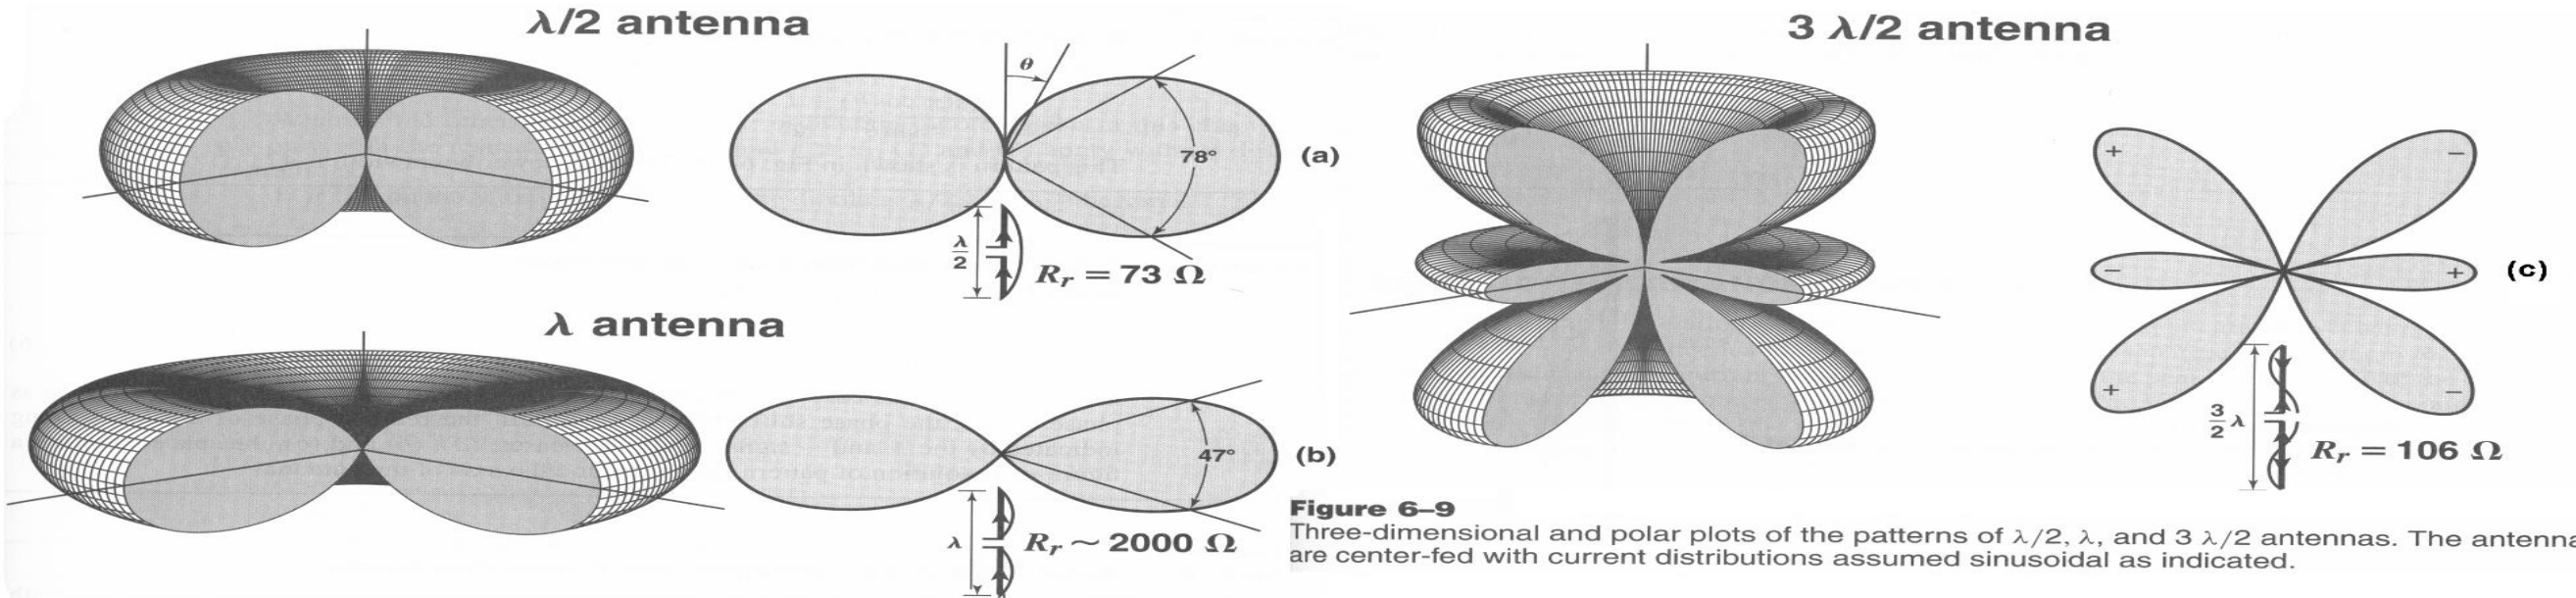 λ/2 antenna
θ
78°
(a)
λ/2
R_r = 73 Ω
λ antenna
47°
(b)
λ
R_r ~ 2000 Ω
3 λ/2 antenna
+
−
−
+
(c)
+
−
3/2 λ
R_r = 106 Ω
Figure 6–9
Three-dimensional and polar plots of the patterns of λ/2, λ, and 3 λ/2 antennas. The antenna
are center-fed with current distributions assumed sinusoidal as indicated.